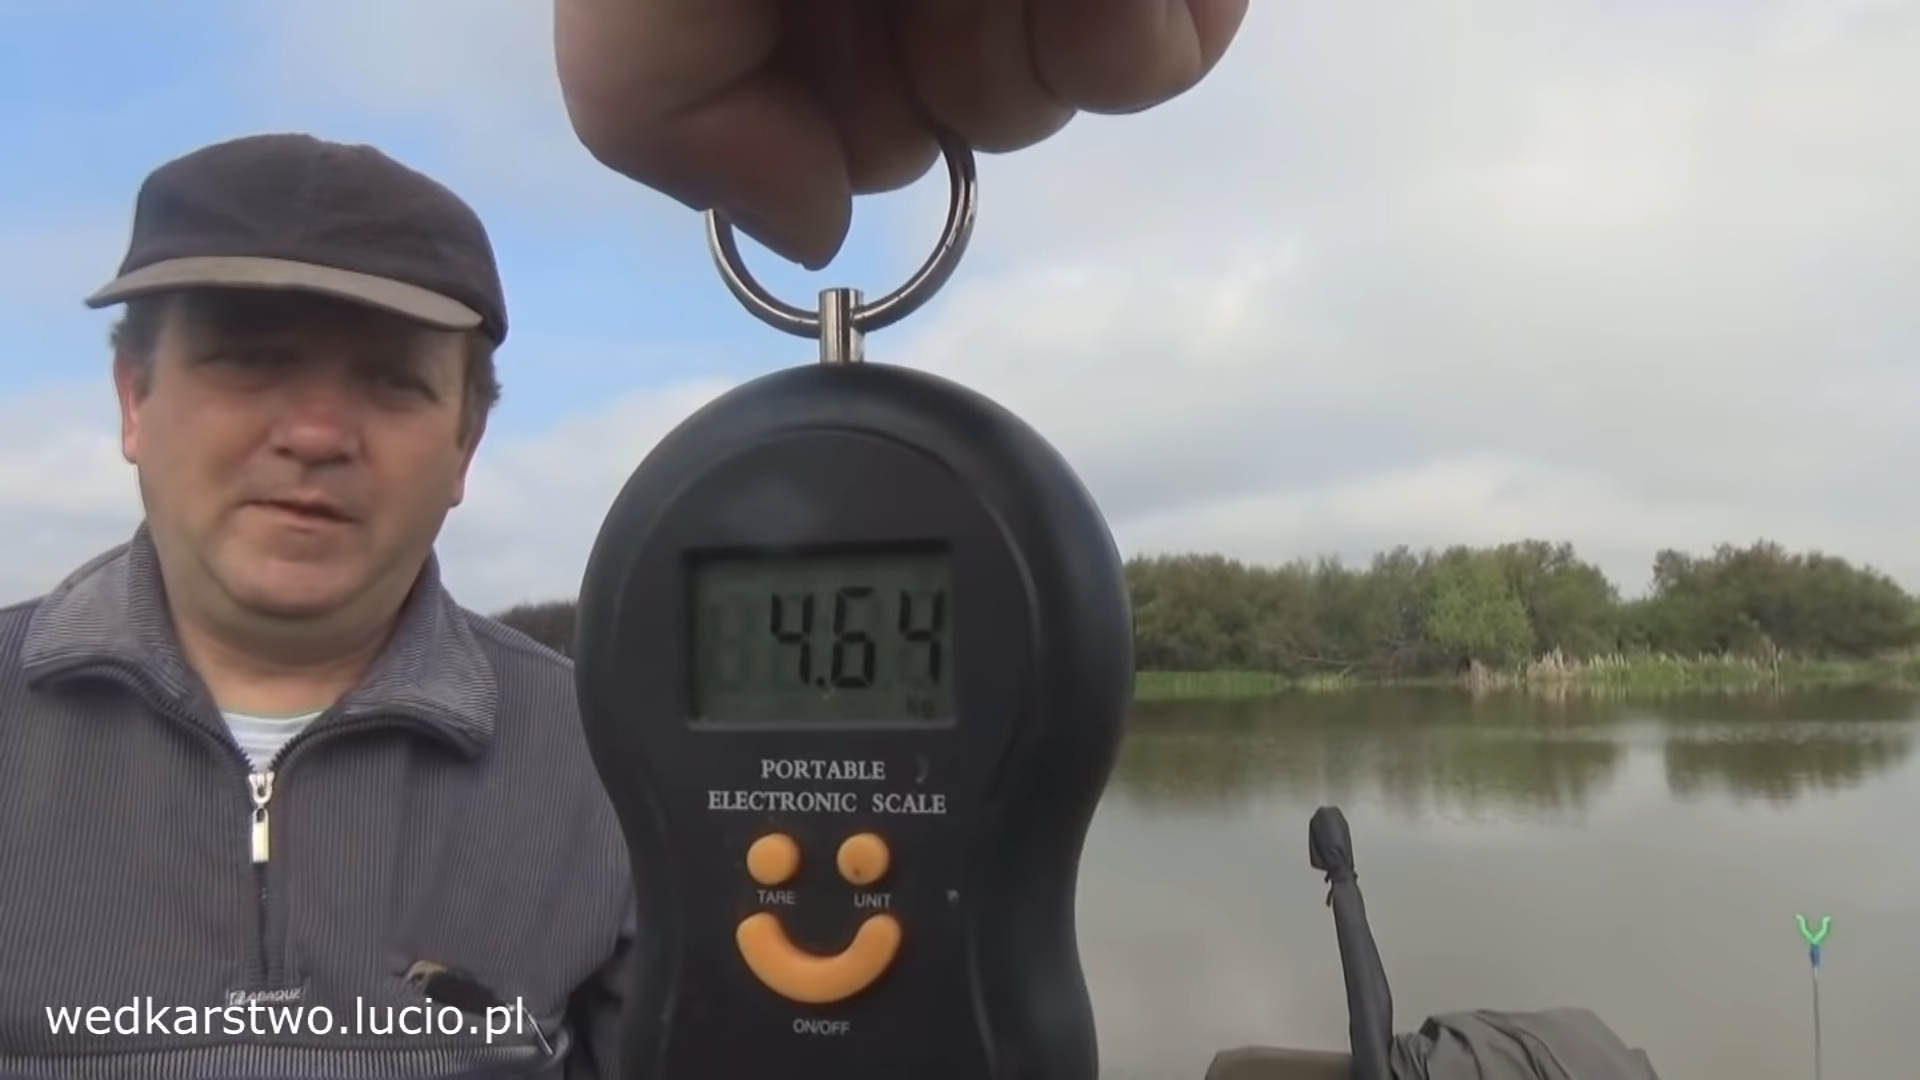 4.64
kg
PORTABLE
ELECTRONIC SCALE
TARE UNIT
ON/OFF
wedkarstwo.lucio.pl